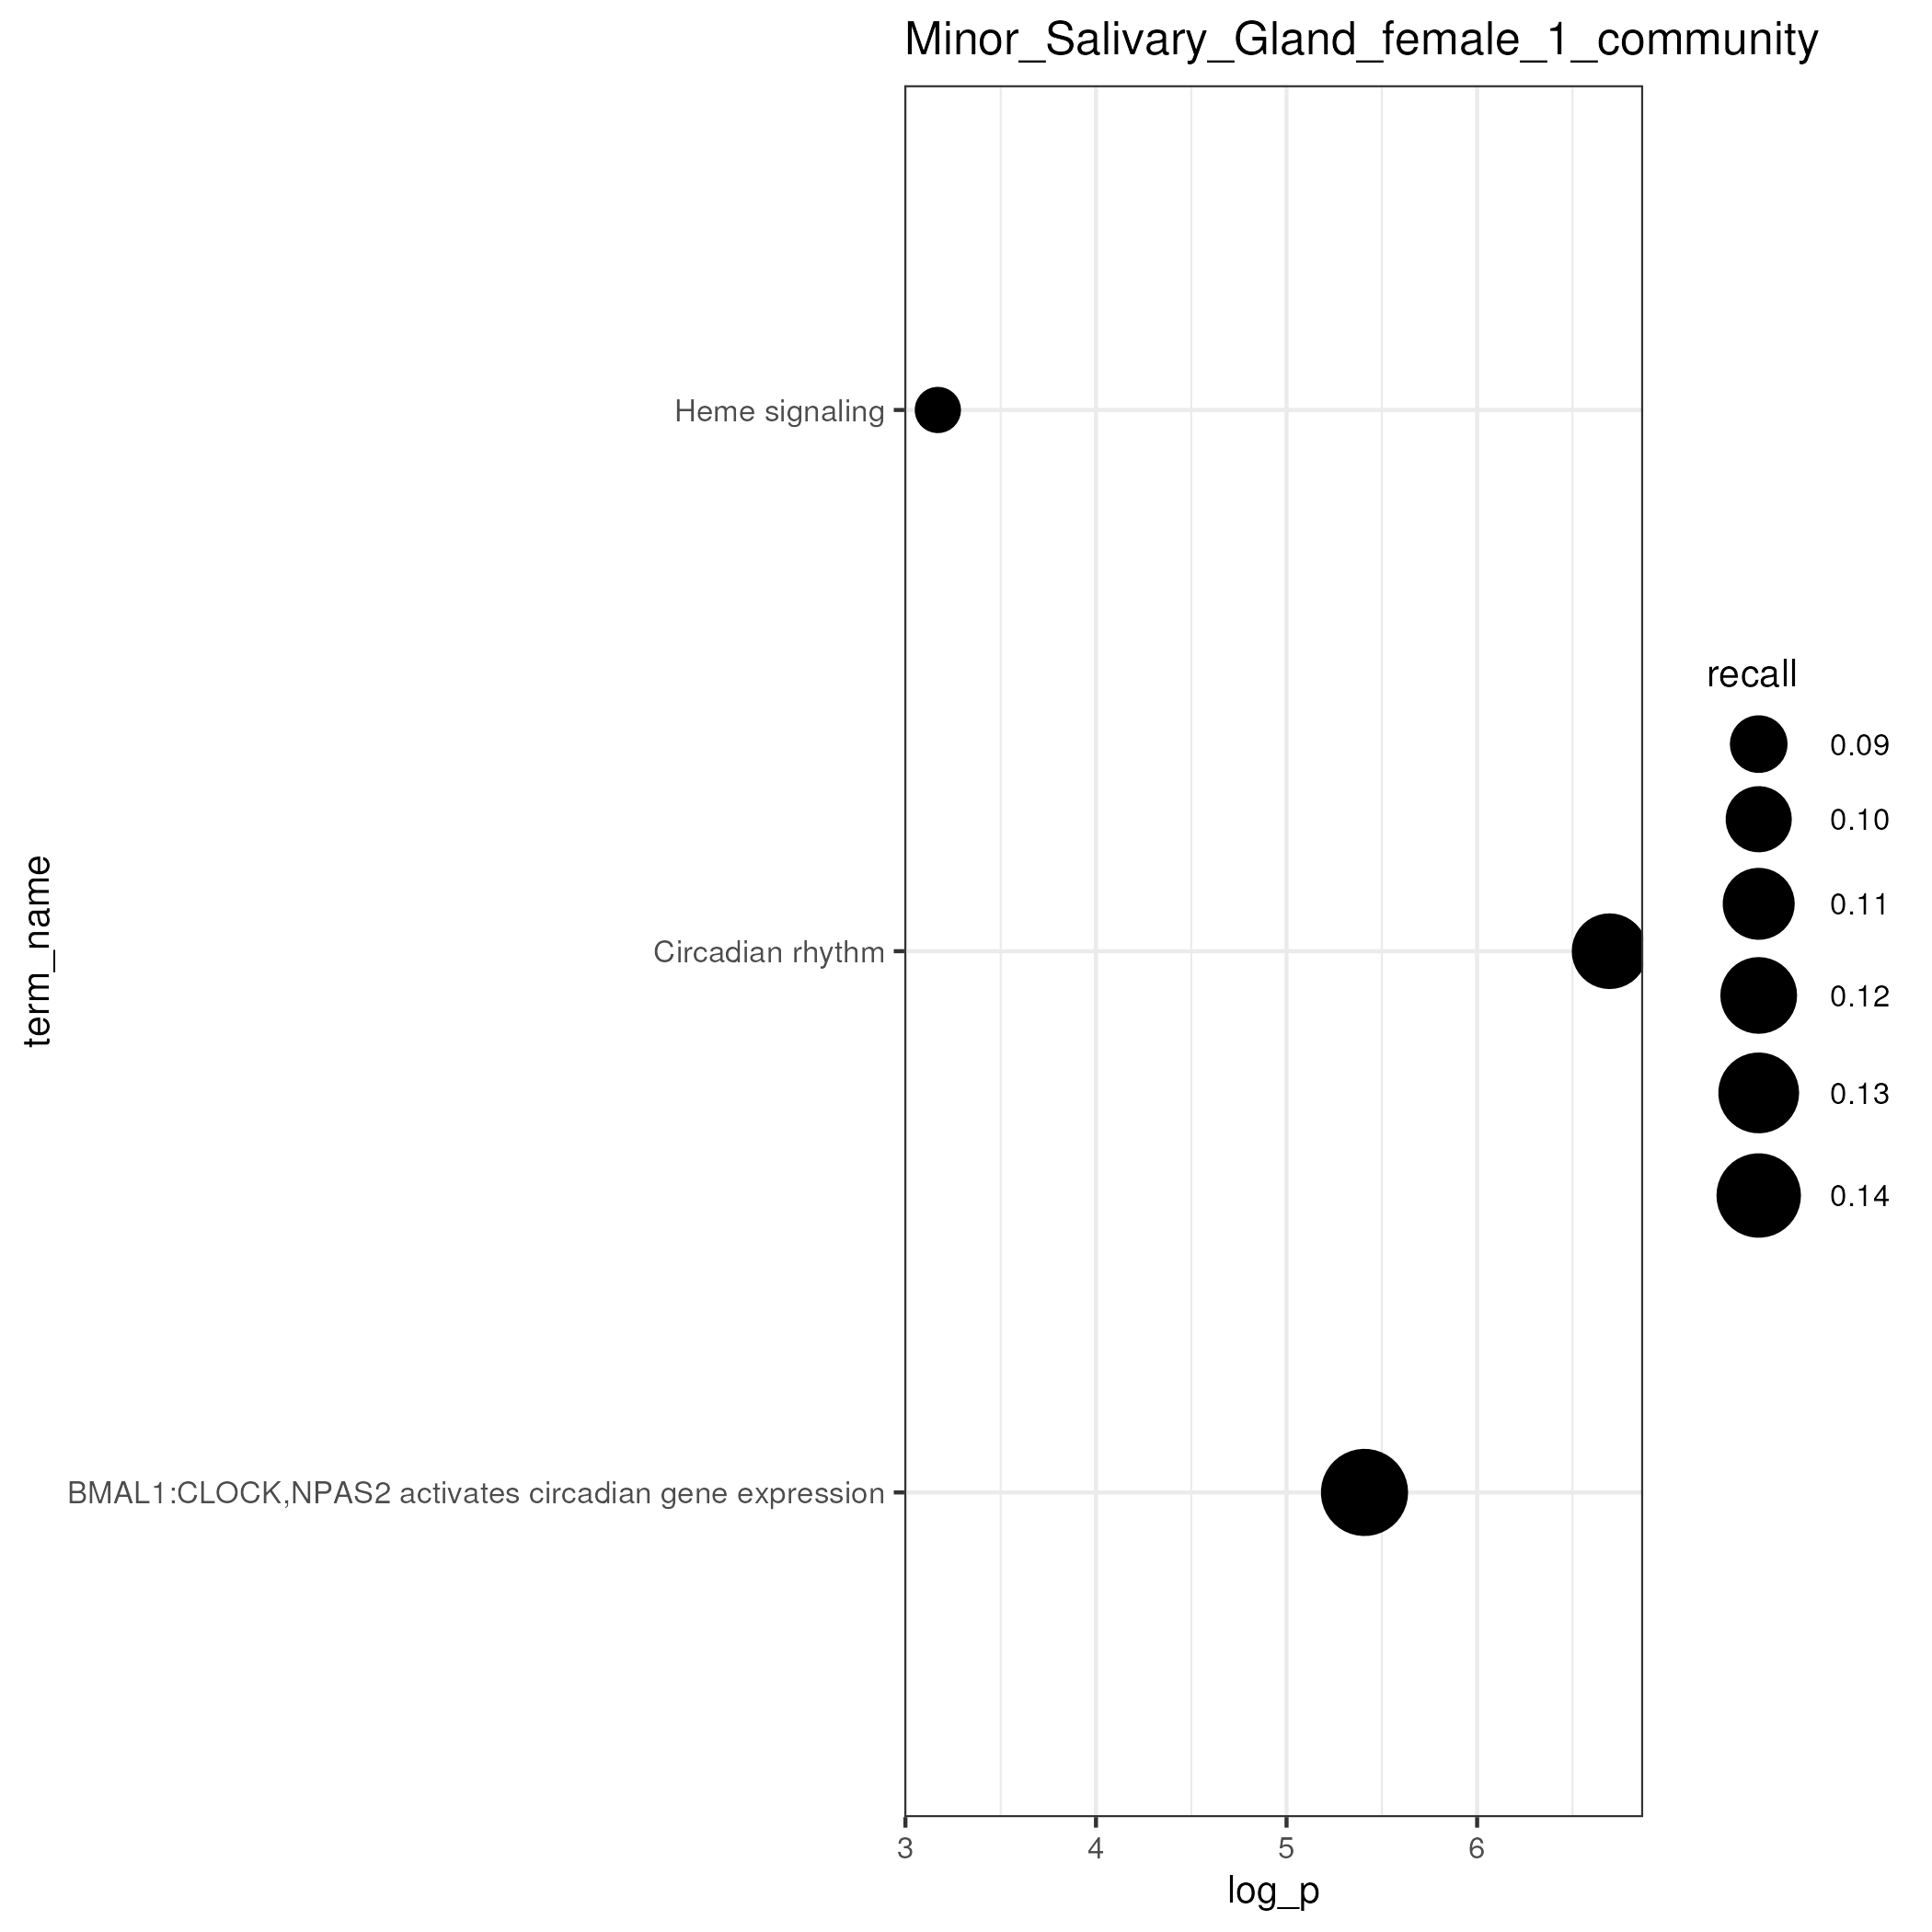 Minor_Salivary_Gland_female_1_community
Heme signaling
Circadian rhythm
BMAL1:CLOCK,NPAS2 activates circadian gene expression
term_name
3 4 5 6
log_p
recall
0.09
0.10
0.11
0.12
0.13
0.14